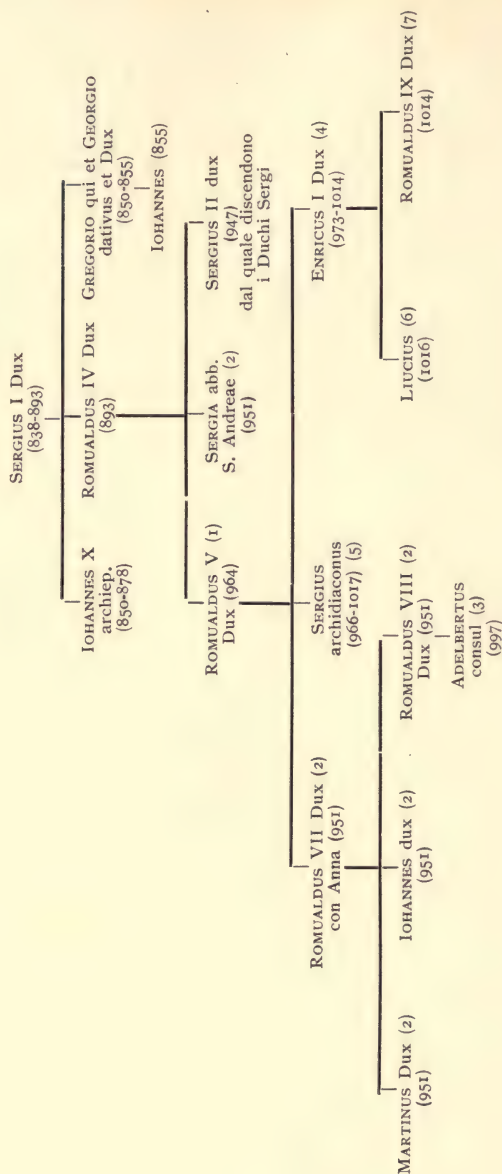 SERGIUS I Dux
(838-893)
IOHANNES X
archiep.
(850-878)
ROMUALDUS IV Dux
(893)
GREGORIO qui et GEORGIO
dativus et Dux
(850-855)
IOHANNES (855)
ROMUALDUS V (1)
Dux (964)
SERGIA abb.
S. Andreae (2)
(951)
SERGIUS II dux
(947)
dal quale discendono
i Duchi Sergi
ROMUALDUS VII Dux (2)
con Anna (951)
SERGIUS
archidiaconus (5)
(966-1017)
ENRICUS I Dux (4)
(973-1014)
MARTINUS Dux (2)
(951)
IOHANNES dux (2)
(951)
ROMUALDUS VIII (2)
Dux (951)
ADELBERTUS
consul (3)
(997)
LIUCIUS (6)
(1016)
ROMUALDUS IX Dux (7)
(1014)